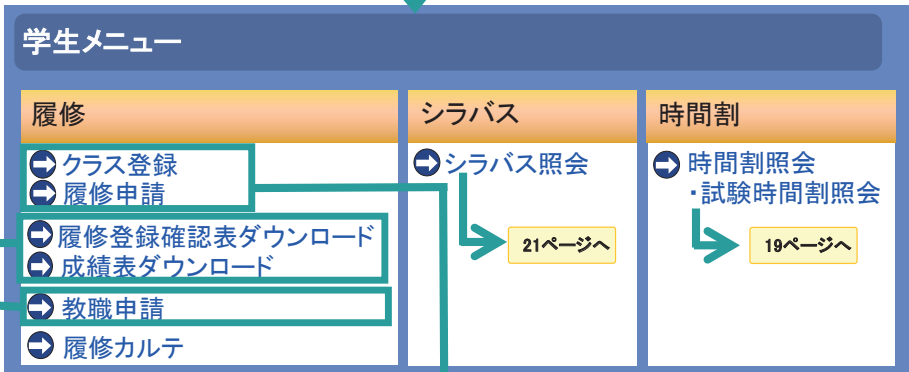 学生メニュー
履修
クラス登録
履修申請
履修登録確認表ダウンロード
成績表ダウンロード
教職申請
履修カルテ
シラバス
シラバス照会
21ページへ
時間割
時間割照会
・試験時間割照会
19ページへ